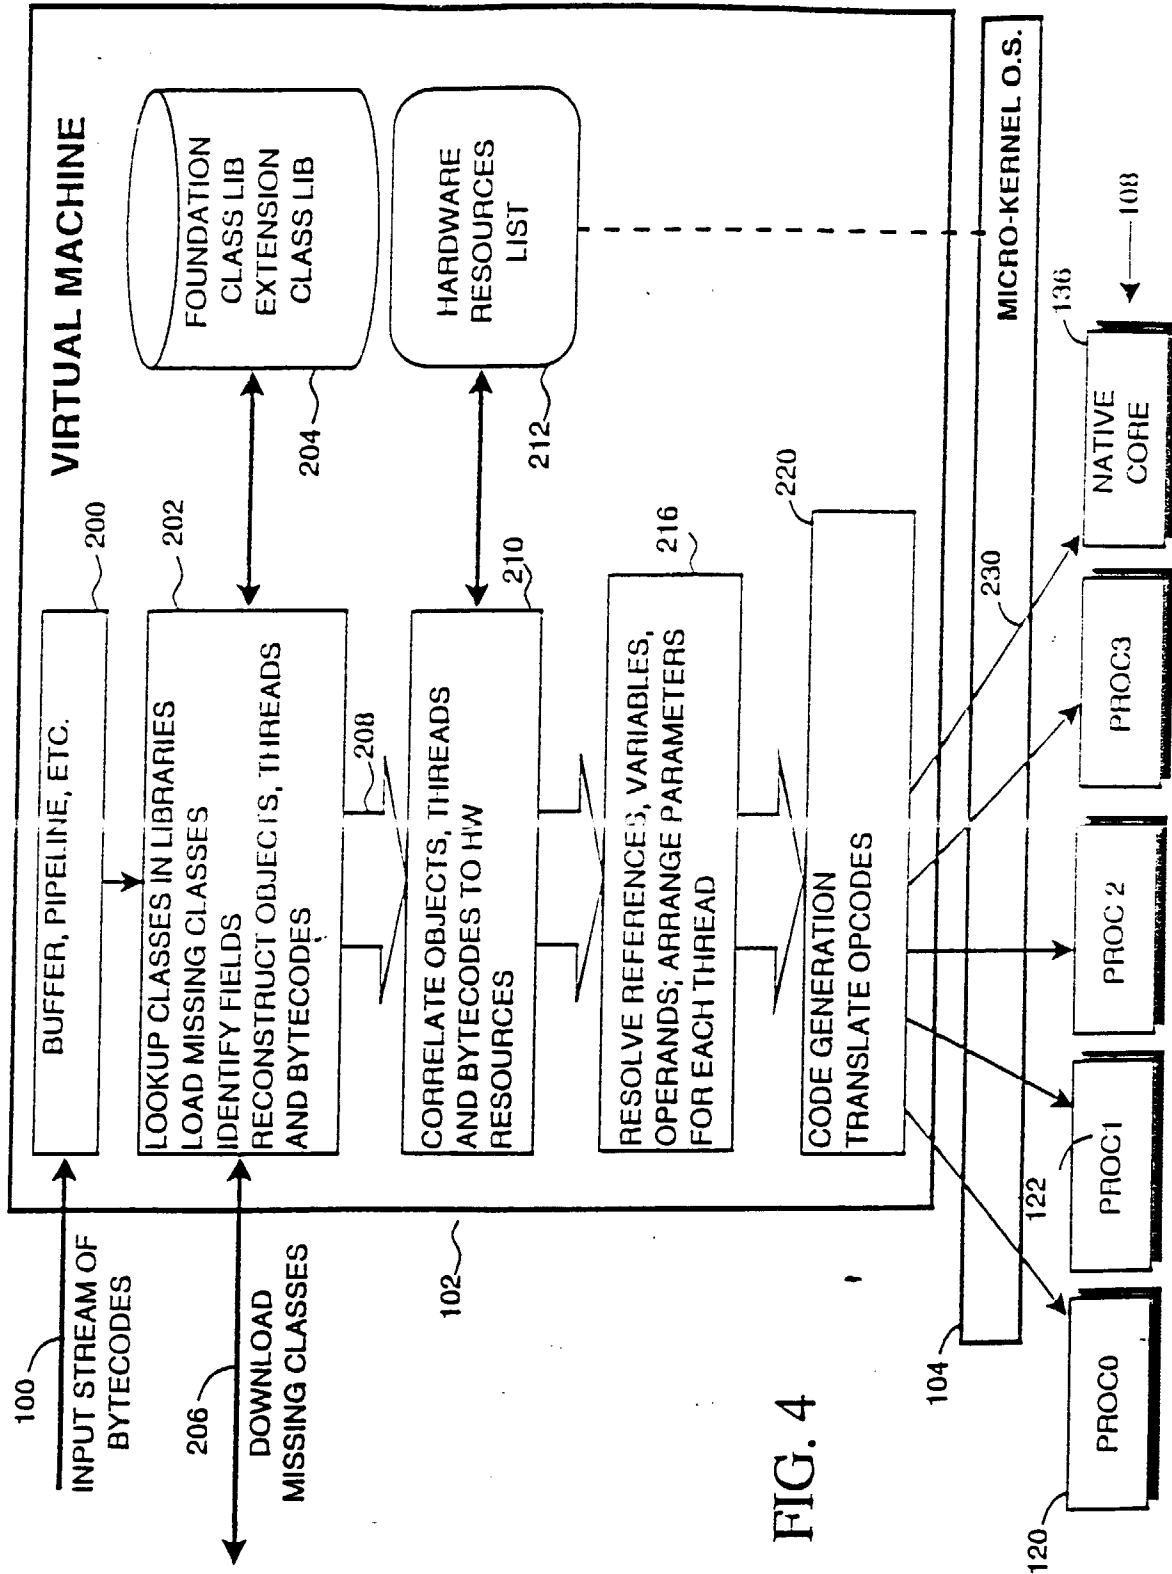 VIRTUAL MACHINE
100
INPUT STREAM OF
BYTECODES
BUFFER, PIPELINE, ETC.
200
206
DOWNLOAD
MISSING CLASSES
LOOKUP CLASSES IN LIBRARIES
LOAD MISSING CLASSES
IDENTIFY FIELDS
RECONSTRUCT OBJECTS, THREADS
AND BYTECODES
202
204
FOUNDATION
CLASS LIB
EXTENSION
CLASS LIB
208
CORRELATE OBJECTS, THREADS
AND BYTECODES TO HW
RESOURCES
210
212
HARDWARE
RESOURCES
LIST
102
RESOLVE REFERENCES, VARIABLES,
OPERANDS; ARRANGE PARAMETERS
FOR EACH THREAD
216
CODE GENERATION
TRANSLATE OPCODES
220
FIG. 4
104
230
MICRO-KERNEL O.S.
120
PROC0
122
PROC1
PROC 2
PROC3
NATIVE
CORE
136
108